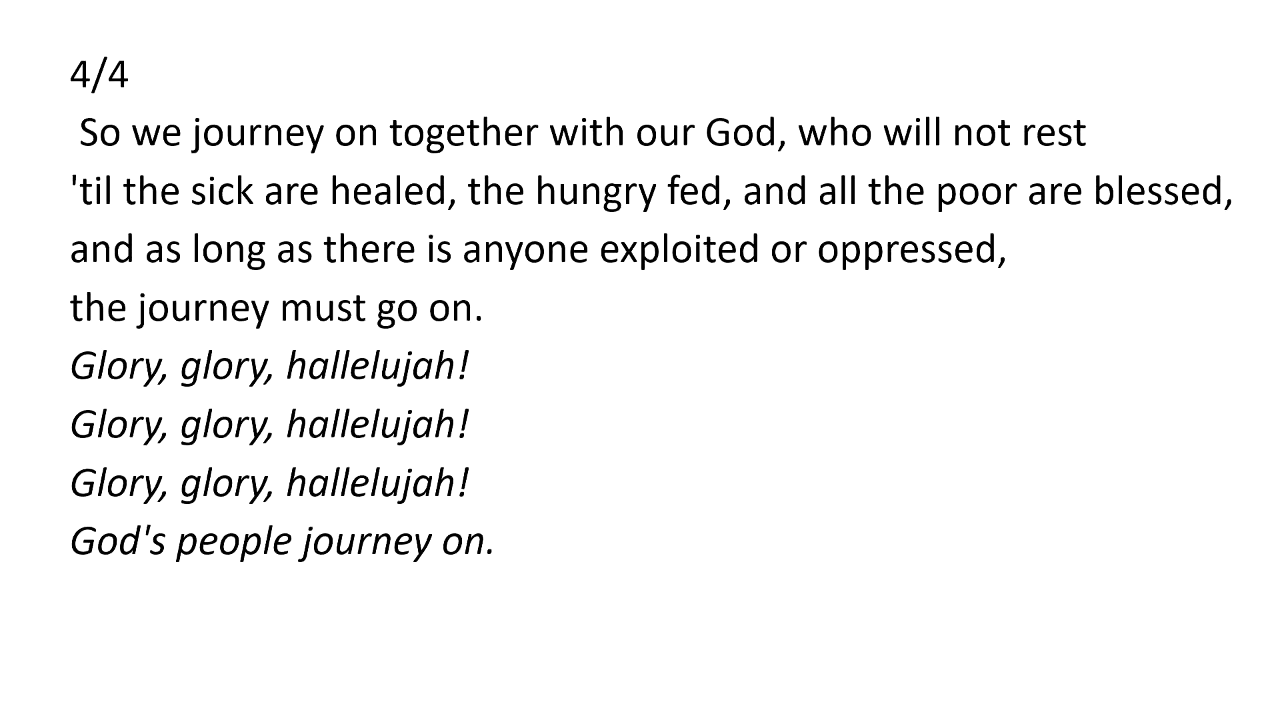 4/4
So we journey on together with our God, who will not rest
'til the sick are healed, the hungry fed, and all the poor are blessed,
and as long as there is anyone exploited or oppressed,
the journey must go on.
Glory, glory, hallelujah!
Glory, glory, hallelujah!
Glory, glory, hallelujah!
God's people journey on.